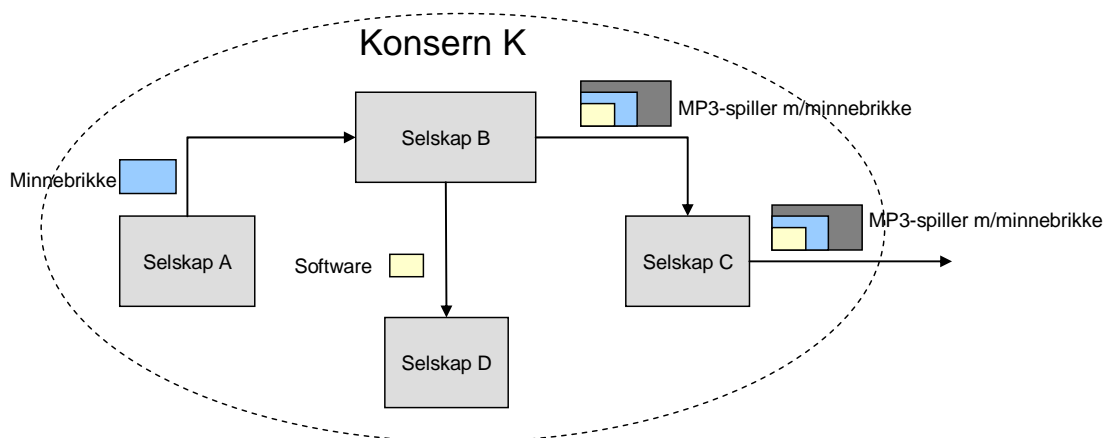 Konsern K
MP3-spiller m/minnebrikke
Selskap B
Minnebrikke
MP3-spiller m/minnebrikke
Selskap A
Software
Selskap C
Selskap D